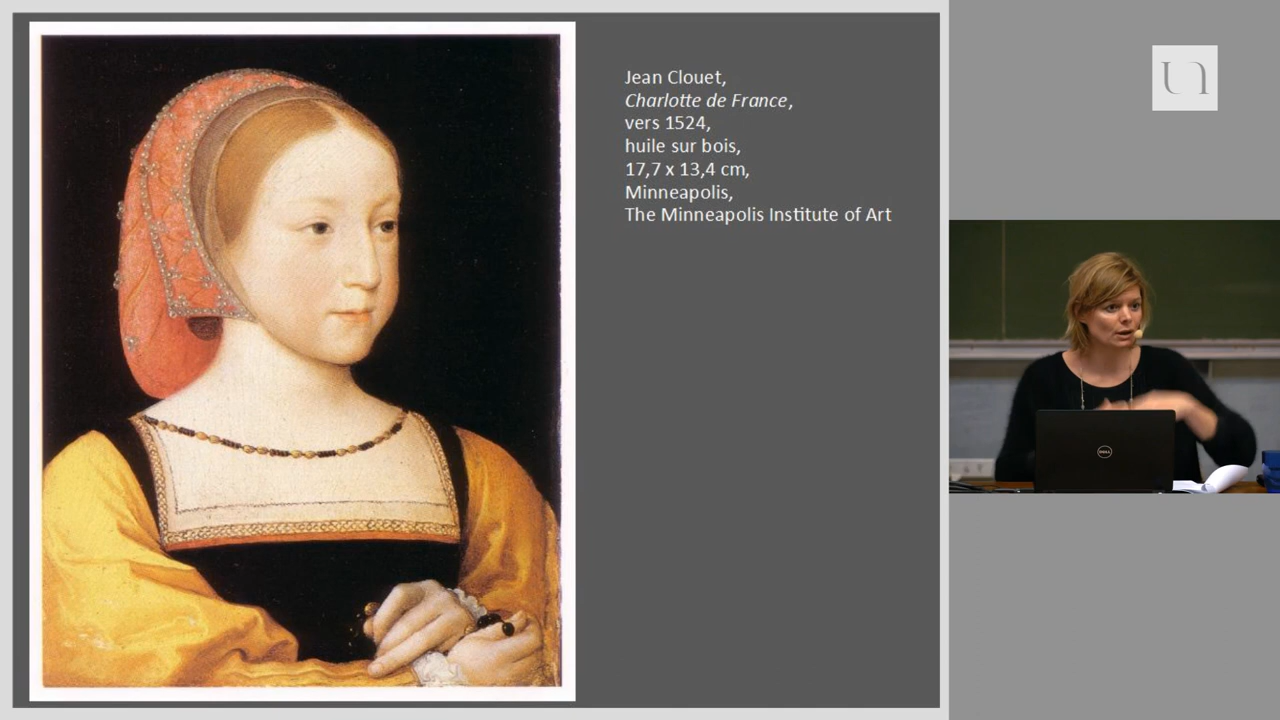 Jean Clouet,
Charlotte de France,
vers 1524,
huile sur bois,
17,7 x 13,4 cm,
Minneapolis,
The Minneapolis Institute of Art
DELL